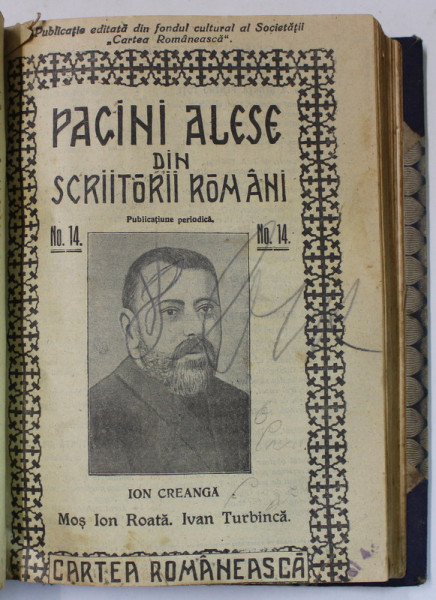 Publicație editată din fondul cultural al Societății
„Cartea Românească“.
PAGINI ALESE
DIN
SCRIITORII ROMÂNI
Publicațiune periodică.
No. 14. No. 14.
ION CREANGĂ
Moș Ion Roată. Ivan Turbincă.
CARTEA ROMÂNEASCĂ